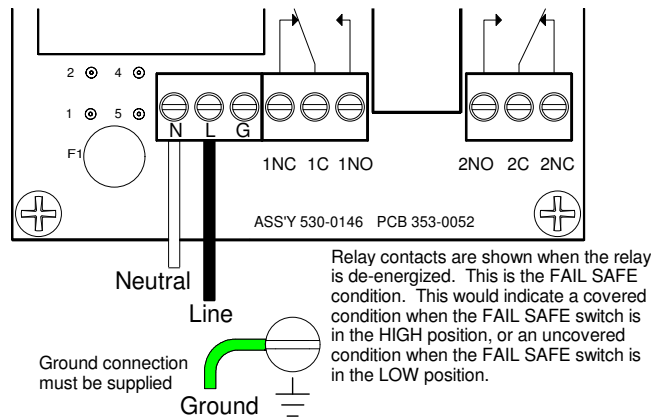 2 4
1 5
F1
N L G
1NC 1C 1NO
2NO 2C 2NC
ASS'Y 530-0146 PCB 353-0052
Neutral
Line
Relay contacts are shown when the relay
is de-energized. This is the FAIL SAFE
condition. This would indicate a covered
condition when the FAIL SAFE switch is
in the HIGH position, or an uncovered
condition when the FAIL SAFE switch is
in the LOW position.
Ground connection
must be supplied
Ground